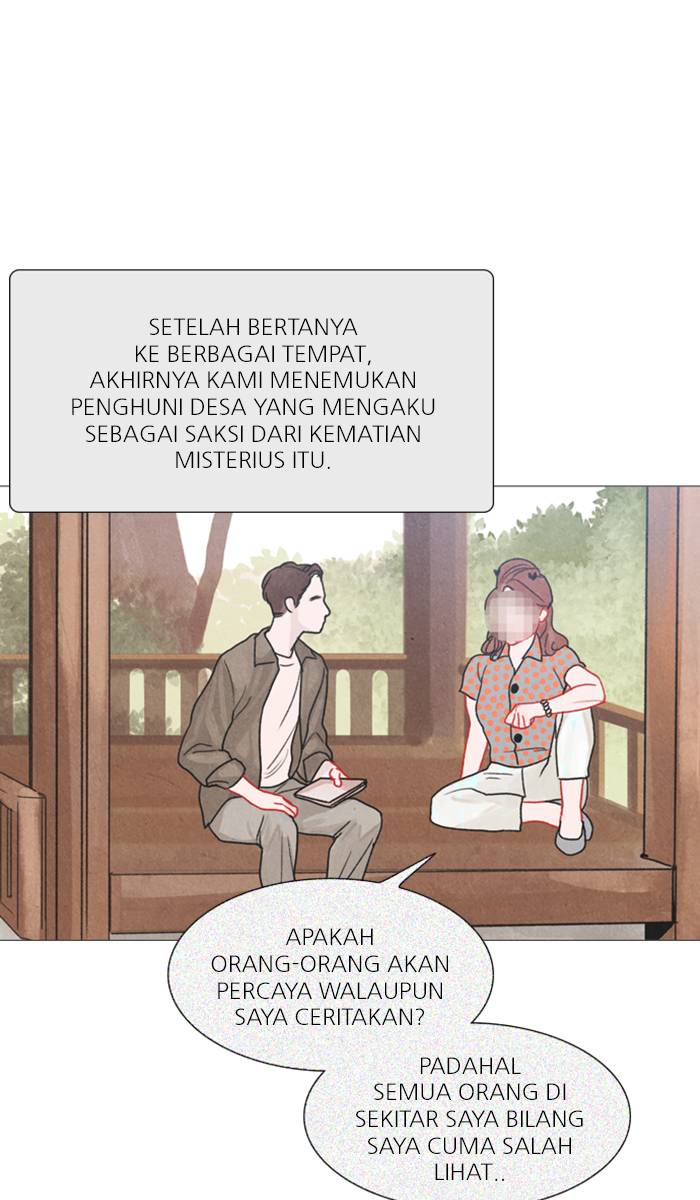 SETELAH BERTANYA
KE BERBAGAI TEMPAT,
AKHIRNYA KAMI MENEMUKAN
PENGHUNI DESA YANG MENGAKU
SEBAGAI SAKSI DARI KEMATIAN
MISTERIUS ITU.
APAKAH
ORANG-ORANG AKAN
PERCAYA WALAUPUN
SAYA CERITAKAN?
PADAHAL
SEMUA ORANG DI
SEKITAR SAYA BILANG
SAYA CUMA SALAH
LIHAT..